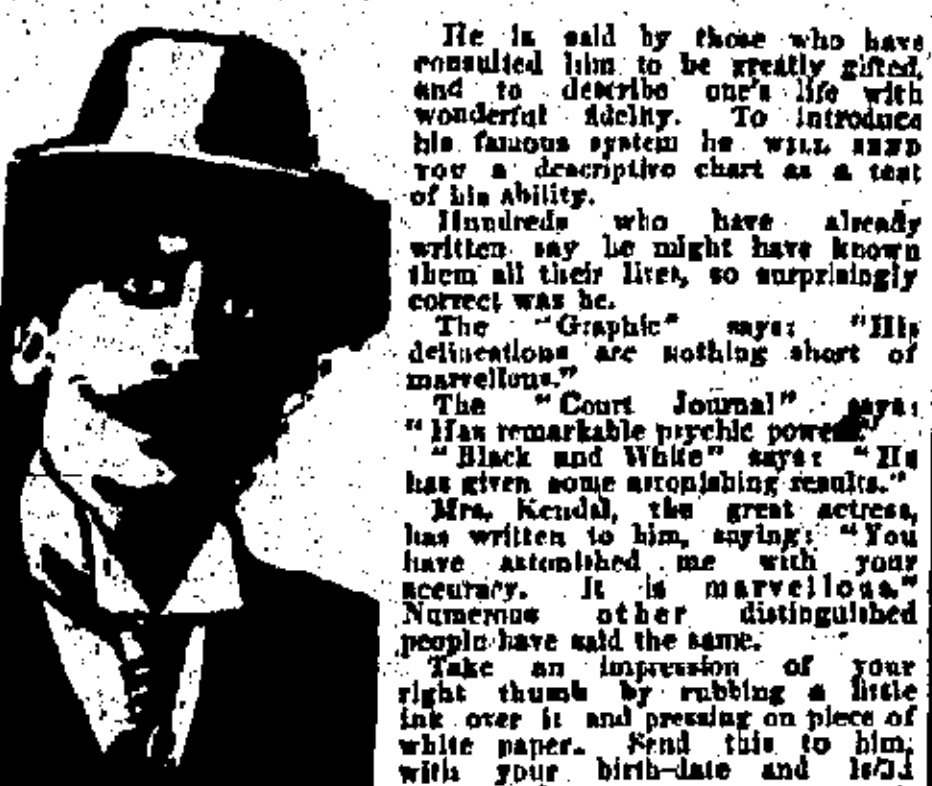 He is said by those who have
consulted him to be greatly gifted,
and to describe one's life with
wonderful fidelity. To introduce
his famous system he WILL SEND
YOU a descriptive chart as a test
of his ability.
Hundreds who have already
written say he might have known
them all their lives, so surprisingly
correct was he.
The "Graphic" says: "His
delineations are nothing short of
marvellous."
The "Court Journal" says:
"Has remarkable psychic powers."
"Black and White" says: "He
has given some astonishing results."
Mrs. Kendal, the great actress,
has written to him, saying: "You
have astonished me with your
accuracy. It is marvellous."
Numerous other distinguished
people have said the same.
Take an impression of your
right thumb by rubbing a little
ink over it and pressing on piece of
white paper. Send this to him,
with your birth-date and